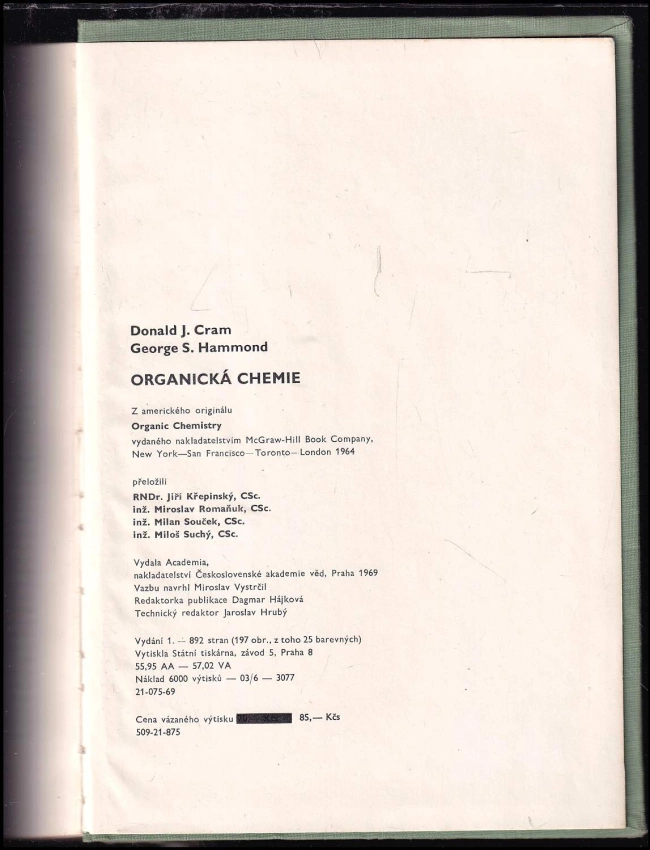 Donald J. Cram
George S. Hammond
ORGANICKÁ CHEMIE
Z amerického originálu
Organic Chemistry
vydaného nakladatelstvím McGraw-Hill Book Company,
New York—San Francisco—Toronto—London 1964
přeložili
RNDr. Jiří Křepinský, CSc.
inž. Miroslav Romaňuk, CSc.
inž. Milan Souček, CSc.
inž. Miloš Suchý, CSc.
Vydala Academia,
nakladatelství Československé akademie věd, Praha 1969
Vazbu navrhl Miroslav Vystrčil
Redaktorka publikace Dagmar Hájková
Technický redaktor Jaroslav Hrubý
Vydání 1. — 892 stran (197 obr., z toho 25 barevných)
Vytiskla Státní tiskárna, závod 5, Praha 8
55,95 AA — 57,02 VA
Náklad 6000 výtisků — 03/6 — 3077
21-075-69
Cena vázaného výtisku 85,— Kčs
509-21-875